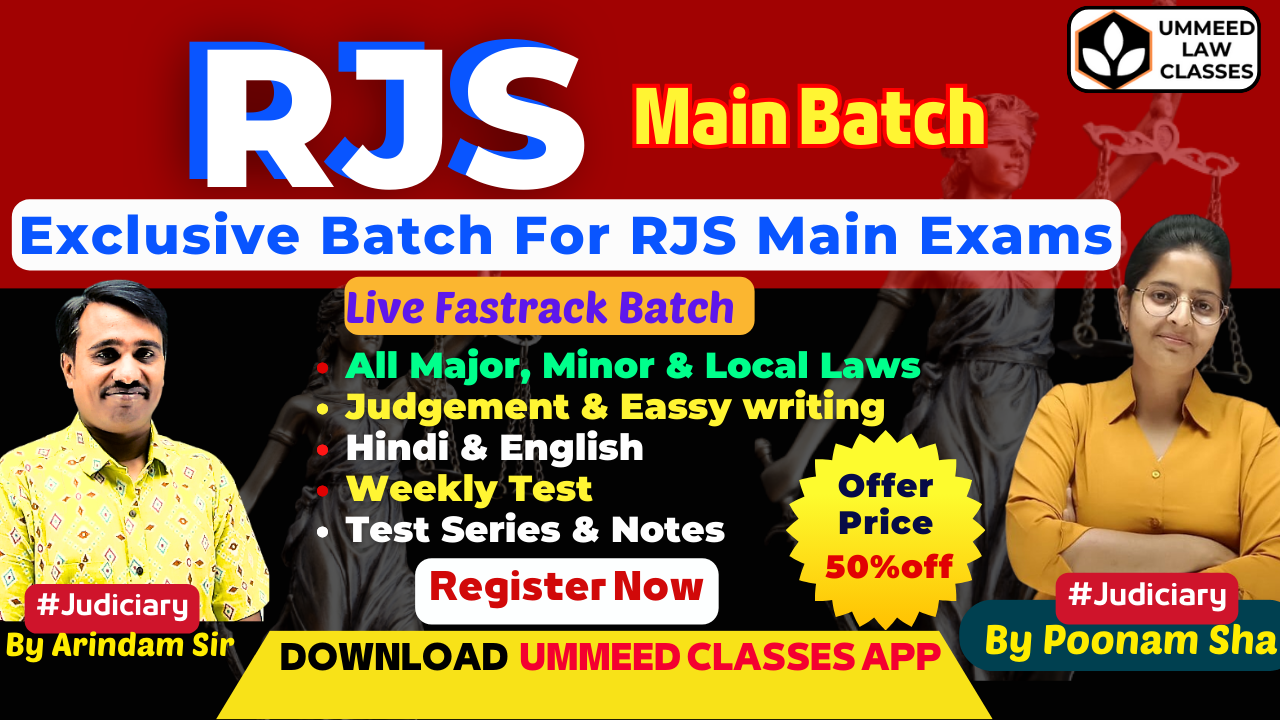 UMMEED
LAW
CLASSES
RJS
Main Batch
Exclusive Batch For RJS Main Exams
Live Fastrack Batch
All Major, Minor & Local Laws
Judgement & Eassy writing
Hindi & English
Weekly Test
Test Series & Notes
Offer
Price
50%off
Register Now
#Judiciary
By Arindam Sir
#Judiciary
By Poonam Sha
DOWNLOAD UMMEED CLASSES APP